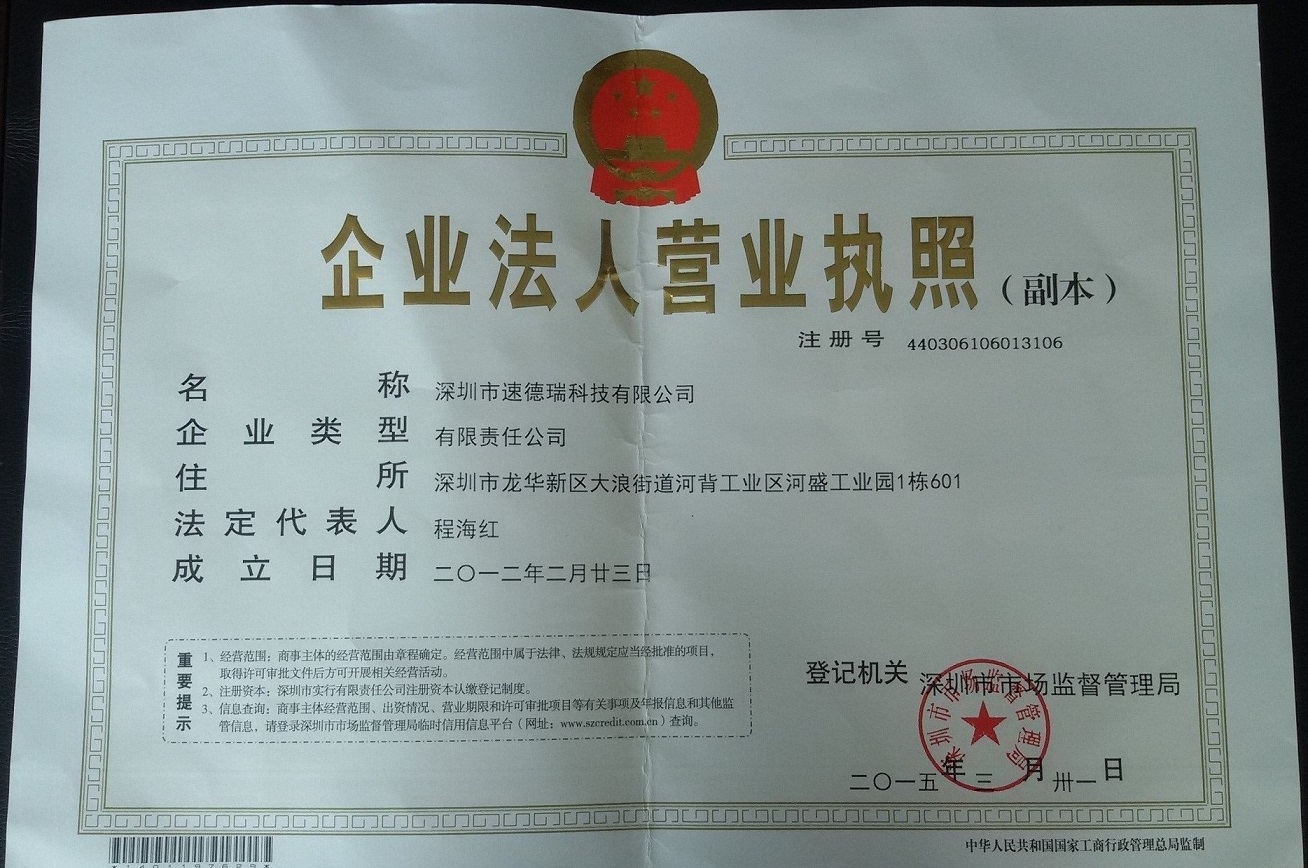 企业法人营业执照（副本）
注册号 440306106013106
名称 深圳市速德瑞科技有限公司
企业类型 有限责任公司
住所 深圳市龙华新区大浪街道河背工业区河盛工业园1栋601
法定代表人 程海红
成立日期 二〇一二年二月廿三日
重要提示
1、经营范围：商事主体的经营范围由章程确定。经营范围中属于法律、法规规定应当经批准的项目，
取得许可审批文件后方可开展相关经营活动。
2、注册资本：深圳市实行有限责任公司注册资本认缴登记制度。
3、信息查询：商事主体经营范围、出资情况、营业期限和许可审批项目等有关事项及年报信息和其他监
管信息，请登录深圳市市场监督管理局临时信用信息平台（网址：www.szcredit.com.cn）查询。
登记机关 深圳市市场监督管理局
深圳市市场监督管理局
二〇一五年三月卅一日
中华人民共和国国家工商行政管理总局监制